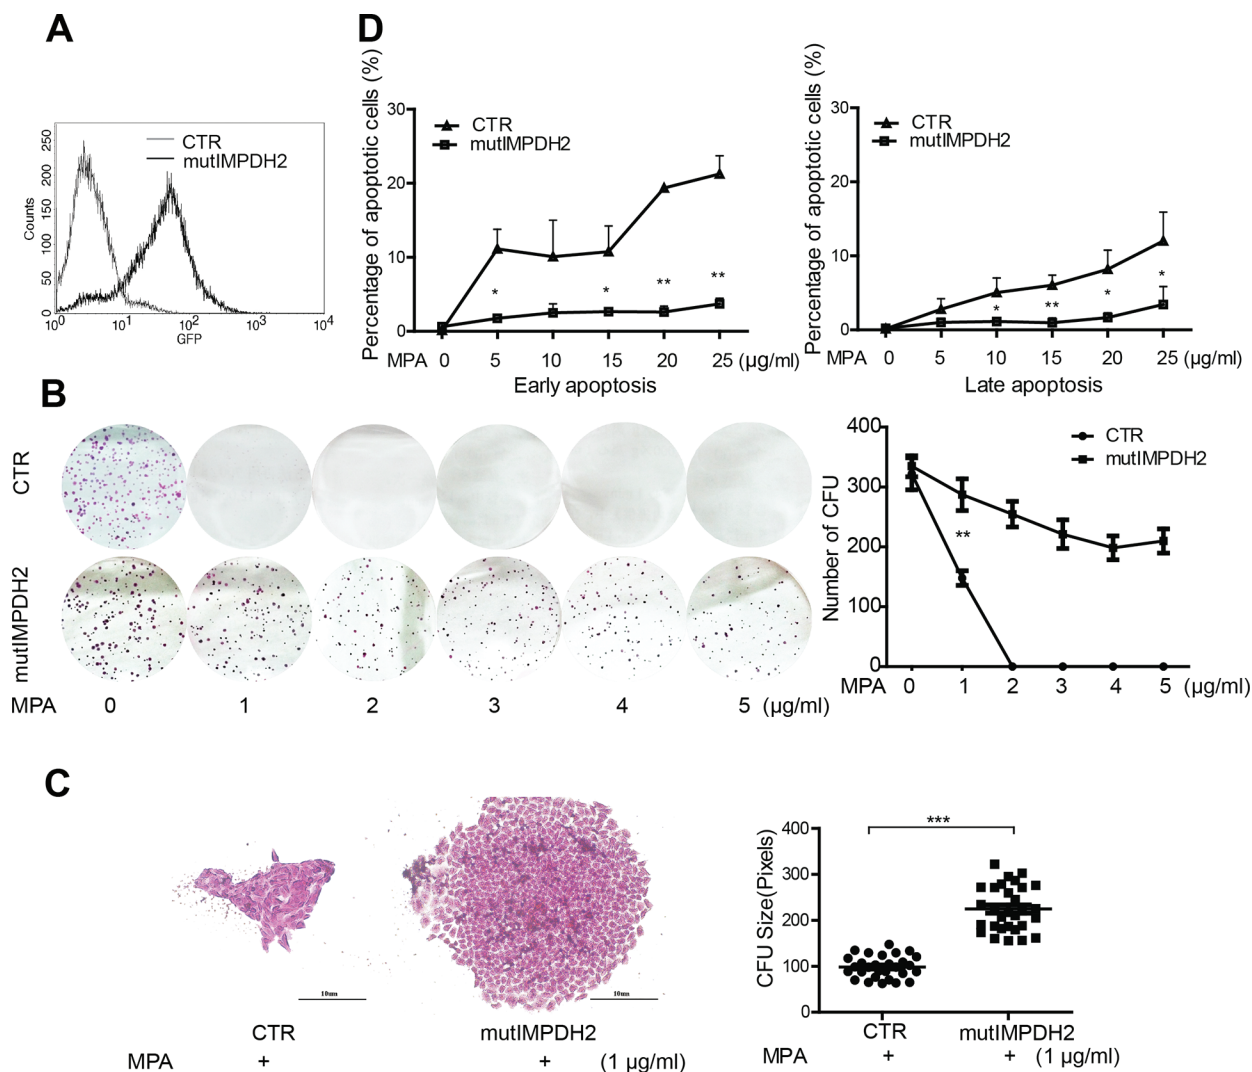 A
CTR
mutIMPDH2
250
200
150
100
50
0
Counts
10⁰ 10¹ 10² 10³ 10⁴
GFP
D
Percentage of apoptotic cells (%)
30
20
10
0
CTR
mutIMPDH2
*
*
**
**
MPA 0 5 10 15 20 25 (µg/ml)
Early apoptosis
Percentage of apoptotic cells (%)
30
20
10
0
CTR
mutIMPDH2
*
**
*
*
MPA 0 5 10 15 20 25 (µg/ml)
Late apoptosis
B
CTR
mutIMPDH2
MPA 0 1 2 3 4 5 (µg/ml)
Number of CFU
400
300
200
100
0
CTR
mutIMPDH2
**
MPA 0 1 2 3 4 5 (µg/ml)
C
10um
10um
CTR mutIMPDH2
MPA + + (1 µg/ml)
CFU Size(Pixels)
400
300
200
100
0
***
CTR mutIMPDH2
MPA + + (1 µg/ml)